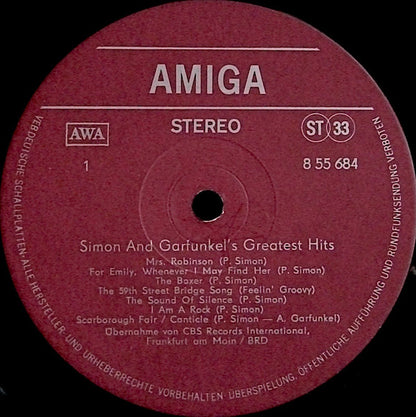 AMIGA
AWA
STEREO
ST 33
1
8 55 684
Simon And Garfunkel's Greatest Hits
Mrs. Robinson (P. Simon)
For Emily, Whenever I May Find Her (P. Simon)
The Boxer (P. Simon)
The 59th Street Bridge Song (Feelin' Groovy)
The Sound Of Silence (P. Simon)
I Am A Rock (P. Simon)
Scarborough Fair / Canticle (P. Simon — A. Garfunkel)
Übernahme von CBS Records International,
Frankfurt am Main / BRD
VEB DEUTSCHE SCHALLPLATTEN · ALLE HERSTELLER- UND URHEBERRECHTE VORBEHALTEN ÜBERSPIELUNG, ÖFFENTLICHE AUFFÜHRUNG UND RUNDFUNKSENDUNG VERBOTEN